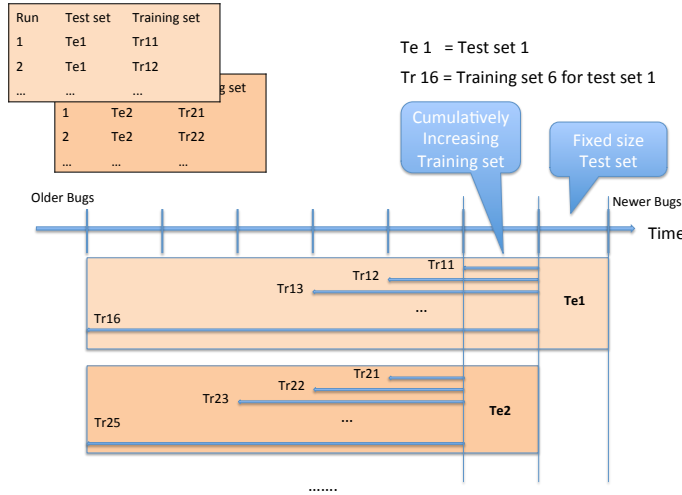 Run Test set Training set
1 Te1 Tr11
2 Te1 Tr12
... ... ...
g set
1 Te2 Tr21
2 Te2 Tr22
... ... ...
Te 1 = Test set 1
Tr 16 = Training set 6 for test set 1
Cumulatively
Increasing
Training set
Fixed size
Test set
Older Bugs
Newer Bugs
Time
Tr11
Tr12
Tr13
...
Te1
Tr16
Tr21
Tr22
Tr23
...
Te2
Tr25
.......